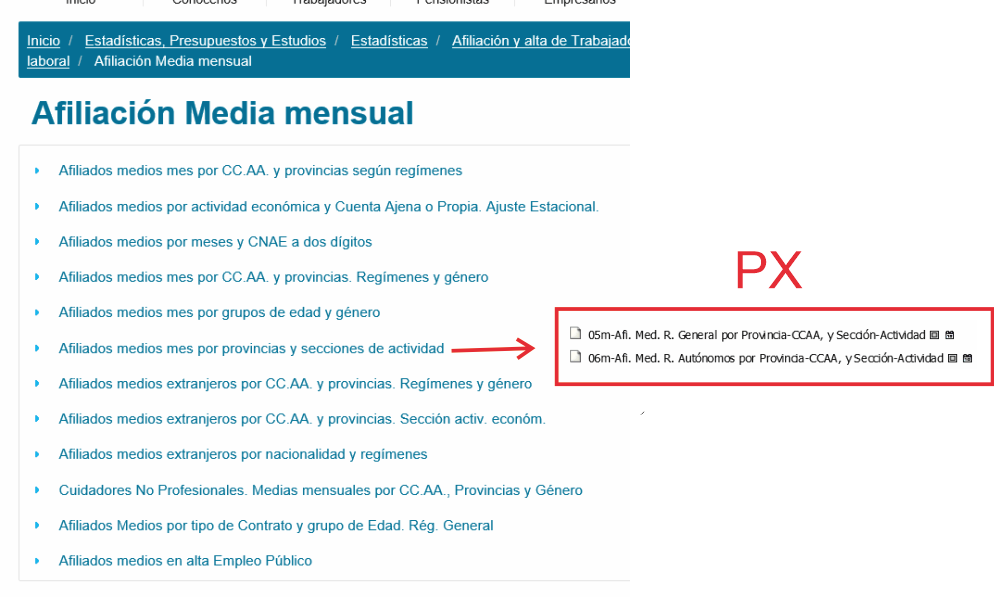 Inicio Conócenos Trabajadores Pensionistas Empresarios
Inicio / Estadísticas, Presupuestos y Estudios / Estadísticas / Afiliación y alta de
laboral / Afiliación Media mensual
Afiliación Media mensual
Afiliados medios mes por CC.AA. y provincias según regímenes
Afiliados medios por actividad económica y Cuenta Ajena o Propia. Ajuste Estacional.
Afiliados medios por meses y CNAE a dos dígitos
Afiliados medios mes por CC.AA. y provincias. Regímenes y género
PX
Afiliados medios mes por grupos de edad y género
05m-Afi. Med. R. General por Provincia-CCAA, y Sección-Actividad
Afiliados medios mes por provincias y secciones de actividad
06m-Afi. Med. R. Autónomos por Provincia-CCAA, y Sección-Actividad
Afiliados medios extranjeros por CC.AA. y provincias. Regímenes y género
Afiliados medios extranjeros por CC.AA. y provincias. Sección activ. económ.
Afiliados medios extranjeros por nacionalidad y regímenes
Cuidadores No Profesionales. Medias mensuales por CC.AA., Provincias y Género
Afiliados Medios por tipo de Contrato y grupo de Edad. Rég. General
Afiliados medios en alta Empleo Público